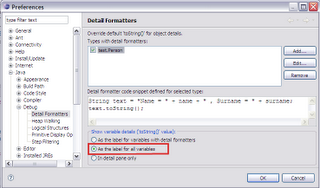 Preferences
type filter text
General
Ant
Connectivity
Help
Install/Update
Internet
Java
Appearance
Build Path
Code Style
Compiler
Debug
Detail Formatters
Heap Walking
Logical Structures
Primitive Display Op
Step Filtering
Editor
Installed JREs
Detail Formatters
Override default 'toString()' for object details.
Types with detail formatters:
test.Person
Add...
Edit...
Remove
Detail formatter code snippet defined for selected type:
String text = "Name = " + name + " , Surname = " + surname;
text.toString();
Show variable details ('toString()' value):
As the label for variables with detail formatters
As the label for all variables
In detail pane only
OK
Cancel